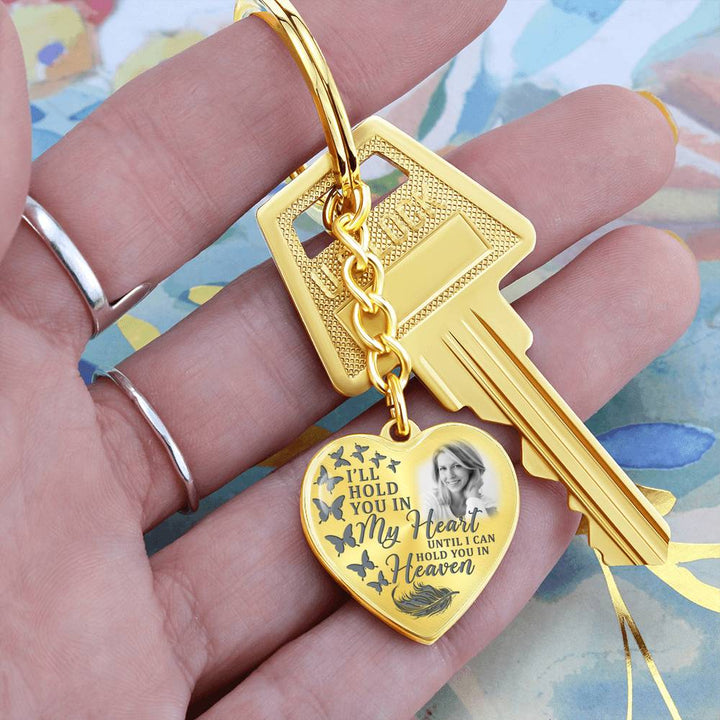 I'LL
HOLD
YOU IN
My Heart
UNTIL I CAN
HOLD YOU IN
Heaven